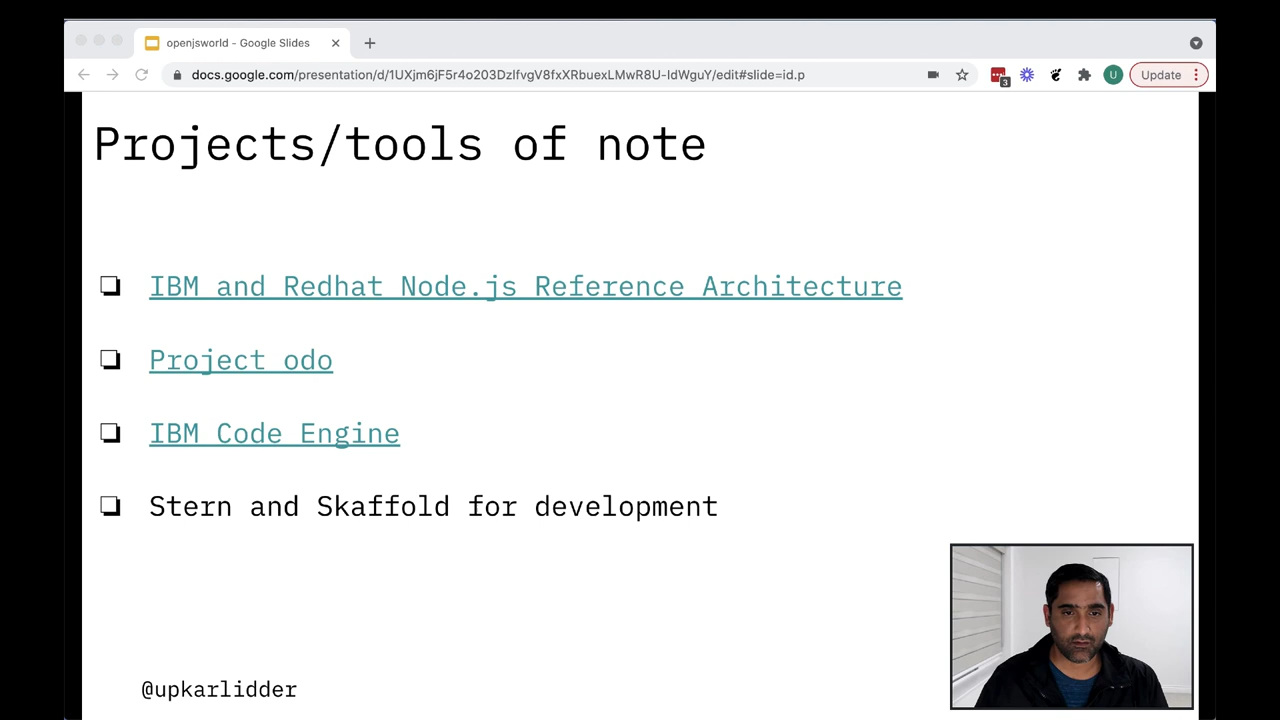 openjsworld - Google Slides
docs.google.com/presentation/d/1UXjm6jF5r4o203DzIfvgV8fxXRbuexLMwR8U-IdWguY/edit#slide=id.p
3
U
Update
Projects/tools of note
IBM and Redhat Node.js Reference Architecture
Project odo
IBM Code Engine
Stern and Skaffold for development
@upkarlidder